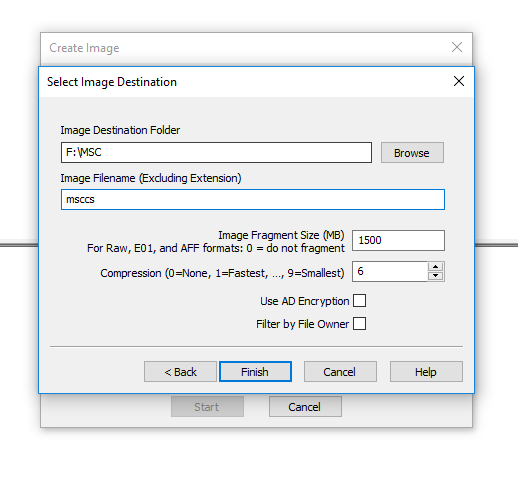 Create Image
Select Image Destination
Image Destination Folder
F:\MSC
Browse
Image Filename (Excluding Extension)
msccs
Image Fragment Size (MB)
For Raw, E01, and AFF formats: 0 = do not fragment
1500
Compression (0=None, 1=Fastest, ..., 9=Smallest)
6
Use AD Encryption
Filter by File Owner
< Back
Finish
Cancel
Help
Start
Cancel